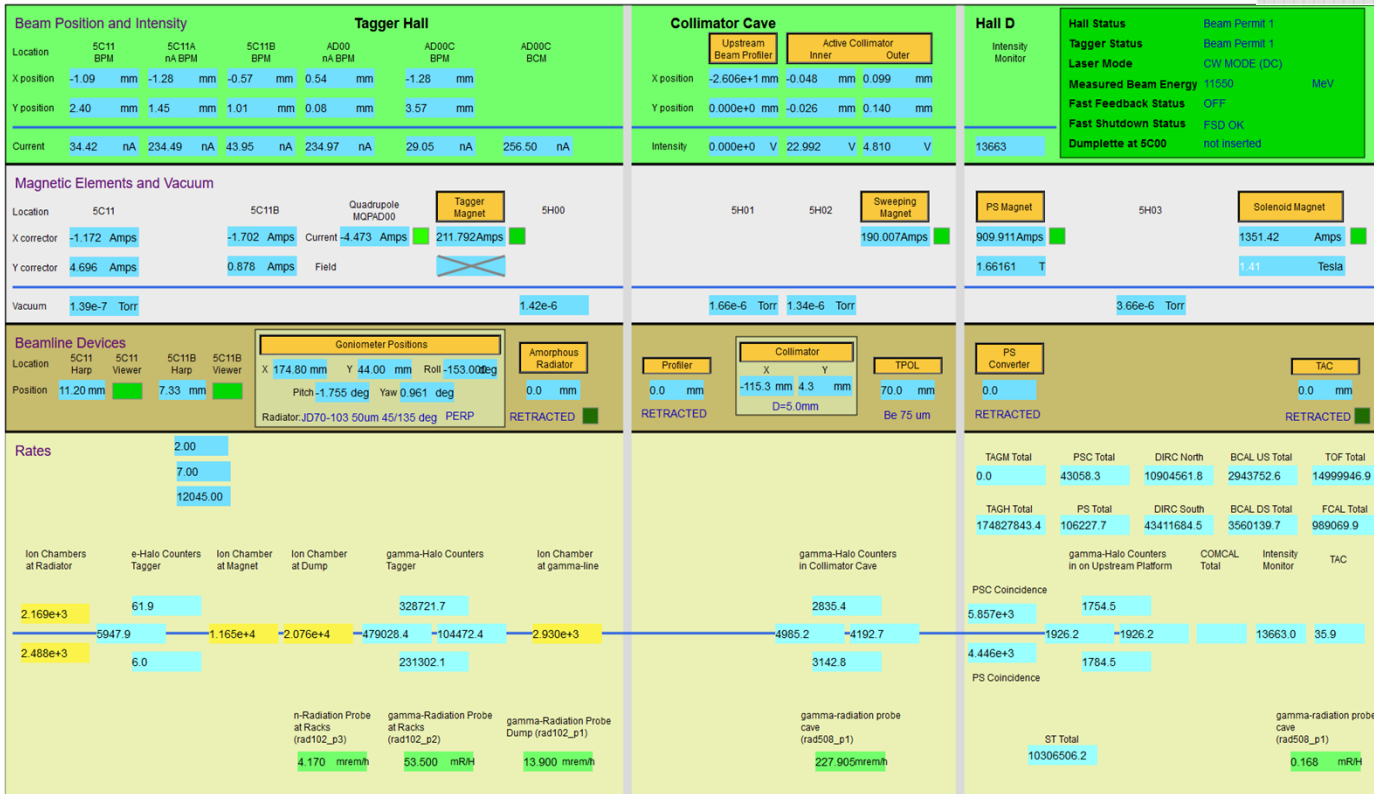 Beam Position and Intensity Tagger Hall Collimator Cave Hall D
Hall Status Beam Permit 1
Tagger Status Beam Permit 1
Laser Mode CW MODE (DC)
Measured Beam Energy 11550 MeV
Fast Feedback Status OFF
Fast Shutdown Status FSD OK
Dumplette at 5C00 not inserted
Location 5C11 BPM 5C11A nA BPM 5C11B BPM AD00 nA BPM AD00C BPM AD00C BCM
Upstream Beam Profiler Active Collimator Inner Outer Intensity Monitor
X position -1.09 mm -1.28 mm -0.57 mm 0.54 mm -1.28 mm X position -2.606e+1 mm -0.048 mm 0.099 mm
Y position 2.40 mm 1.45 mm 1.01 mm 0.08 mm 3.57 mm Y position 0.000e+0 mm -0.026 mm 0.140 mm
Current 34.42 nA 234.49 nA 43.95 nA 234.97 nA 29.05 nA 256.50 nA Intensity 0.000e+0 V 22.992 V 4.810 V 13663
Magnetic Elements and Vacuum
Location 5C11 5C11B Quadrupole MQPAD00 Tagger Magnet 5H00 5H01 5H02 Sweeping Magnet PS Magnet 5H03 Solenoid Magnet
X corrector -1.172 Amps -1.702 Amps Current -4.473 Amps 211.792Amps 190.007Amps 909.911Amps 1351.42 Amps
Y corrector 4.696 Amps 0.878 Amps Field 1.66161 T 1.41 Tesla
Vacuum 1.39e-7 Torr 1.42e-6 1.66e-6 Torr 1.34e-6 Torr 3.66e-6 Torr
Beamline Devices
Location 5C11 Harp 5C11 Viewer 5C11B Harp 5C11B Viewer
Position 11.20 mm 7.33 mm
Goniometer Positions
X 174.80 mm Y 44.00 mm Roll -153.000deg
Pitch -1.755 deg Yaw 0.961 deg
Radiator:JD70-103 50um 45/135 deg PERP
Amorphous Radiator
0.0 mm
RETRACTED
Profiler
0.0 mm
RETRACTED
Collimator
X Y
-115.3 mm 4.3 mm
D=5.0mm
TPOL
70.0 mm
Be 75 um
PS Converter
0.0
RETRACTED
TAC
0.0 mm
RETRACTED
Rates
2.00
7.00
12045.00
TAGM Total PSC Total DIRC North BCAL US Total TOF Total
0.0 43058.3 10904561.8 2943752.6 14999946.9
TAGH Total PS Total DIRC South BCAL DS Total FCAL Total
174827843.4 106227.7 43411684.5 3560139.7 989069.9
Ion Chambers at Radiator e-Halo Counters Tagger Ion Chamber at Magnet Ion Chamber at Dump gamma-Halo Counters Tagger Ion Chamber at gamma-line
gamma-Halo Counters in Collimator Cave
gamma-Halo Counters in on Upstream Platform COMCAL Total Intensity Monitor TAC
PSC Coincidence
2.169e+3 61.9 328721.7 2835.4 5.857e+3 1754.5
5947.9 1.165e+4 2.076e+4 479028.4 104472.4 2.930e+3 4985.2 4192.7 1926.2 1926.2 13663.0 35.9
2.488e+3 6.0 231302.1 3142.8 4.446e+3 1784.5
PS Coincidence
n-Radiation Probe at Racks (rad102_p3)
4.170 mrem/h
gamma-Radiation Probe at Racks (rad102_p2)
53.500 mR/H
gamma-Radiation Probe Dump (rad102_p1)
13.900 mrem/h
gamma-radiation probe cave (rad508_p1)
227.905mrem/h
ST Total
10306506.2
gamma-radiation probe cave (rad508_p1)
0.168 mR/H